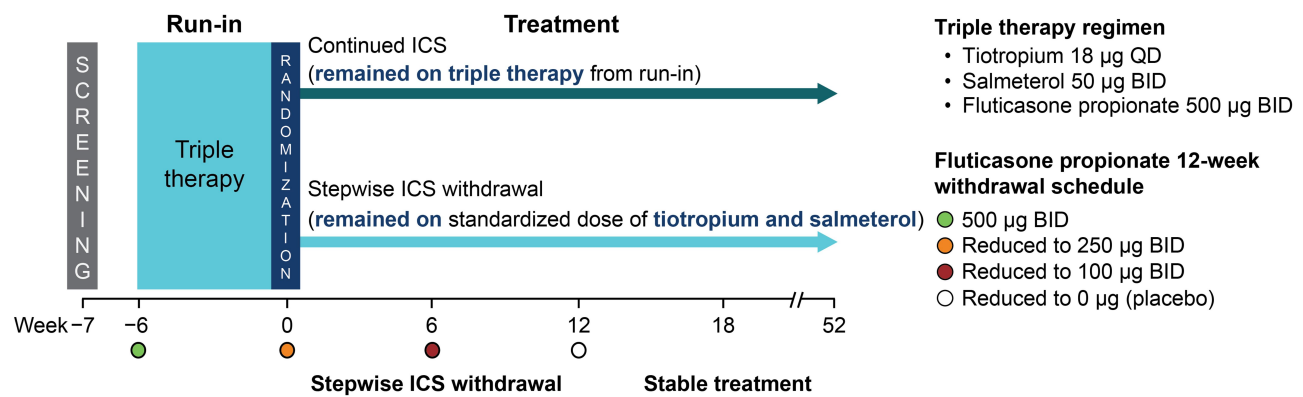 Run-in
Treatment
SCREENING
Triple
therapy
RANDOMIZATION
Continued ICS
(remained on triple therapy from run-in)
Stepwise ICS withdrawal
(remained on standardized dose of tiotropium and salmeterol)
Week −7 −6 0 6 12 18 52
Stepwise ICS withdrawal
Stable treatment
Triple therapy regimen
• Tiotropium 18 µg QD
• Salmeterol 50 µg BID
• Fluticasone propionate 500 µg BID
Fluticasone propionate 12-week
withdrawal schedule
500 µg BID
Reduced to 250 µg BID
Reduced to 100 µg BID
Reduced to 0 µg (placebo)